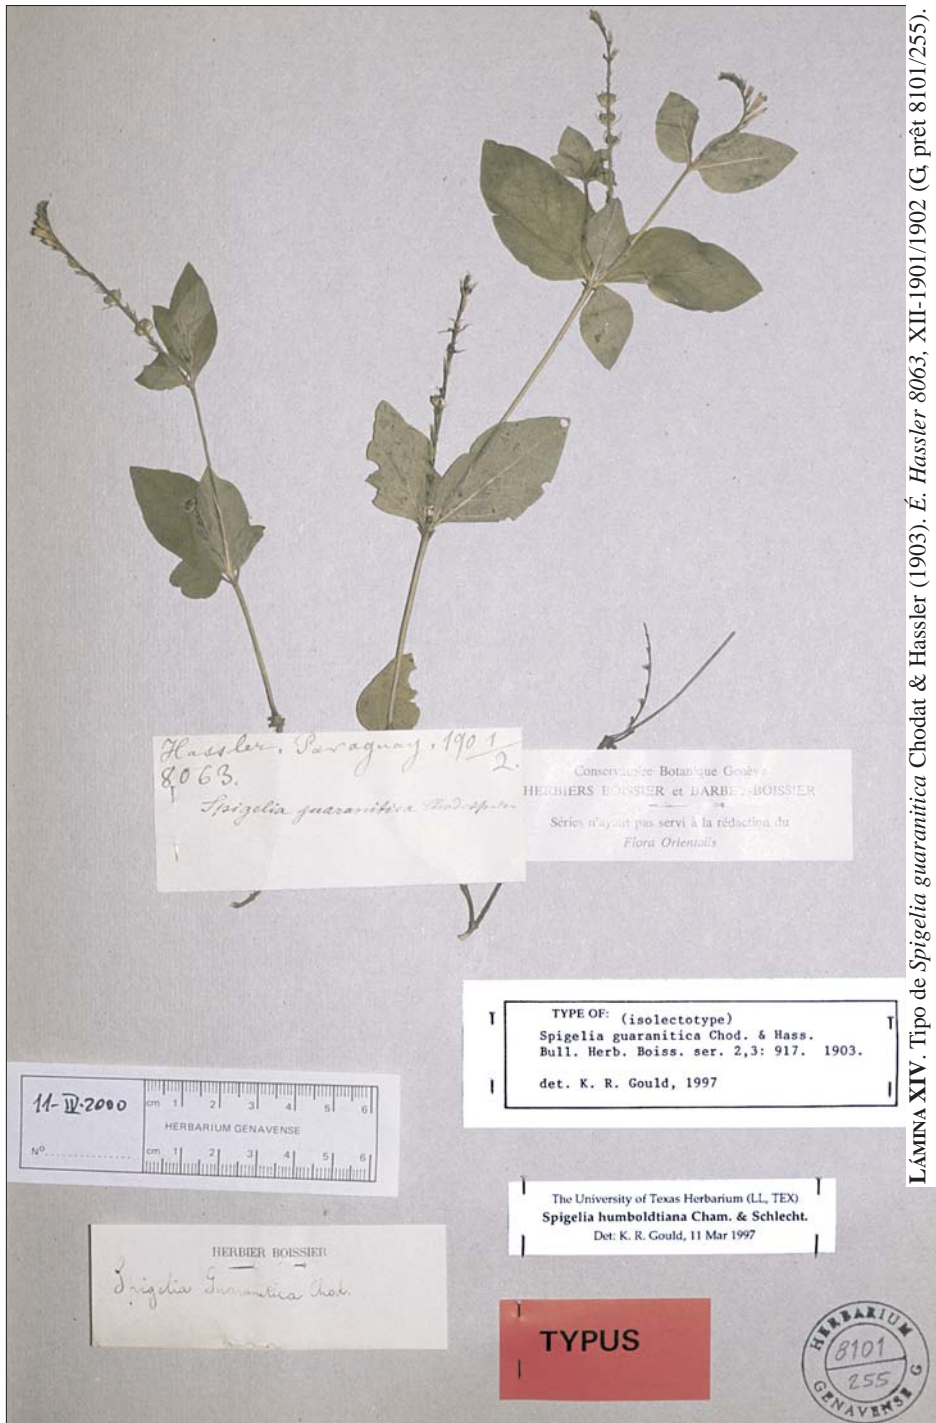 Hassler. Paraguay. 1901/2.
8063.
Spigelia guaranitica Chod.
Conservatoire Botanique Genève
HERBIERS BOISSIER et BARBEY-BOISSIER
Séries n'ayant pas servi à la rédaction du
Flora Orientalis
TYPE OF: (isolectotype)
Spigelia guaranitica Chod. & Hass.
Bull. Herb. Boiss. ser. 2,3: 917. 1903.
det. K. R. Gould, 1997
11-IV-2000
cm 1 2 3 4 5 6
HERBARIUM GENAVENSE
Nº ..............
cm 1 2 3 4 5 6
The University of Texas Herbarium (LL, TEX)
Spigelia humboldtiana Cham. & Schlecht.
Det: K. R. Gould, 11 Mar 1997
HERBIER BOISSIER
Spigelia Guaranitica Chod.
TYPUS
HERBARIUM GENAVENSE G
8101
255
LÁMINA XIV. Tipo de Spigelia guaranitica Chodat & Hassler (1903). É. Hassler 8063, XII-1901/1902 (G, prêt 8101/255).